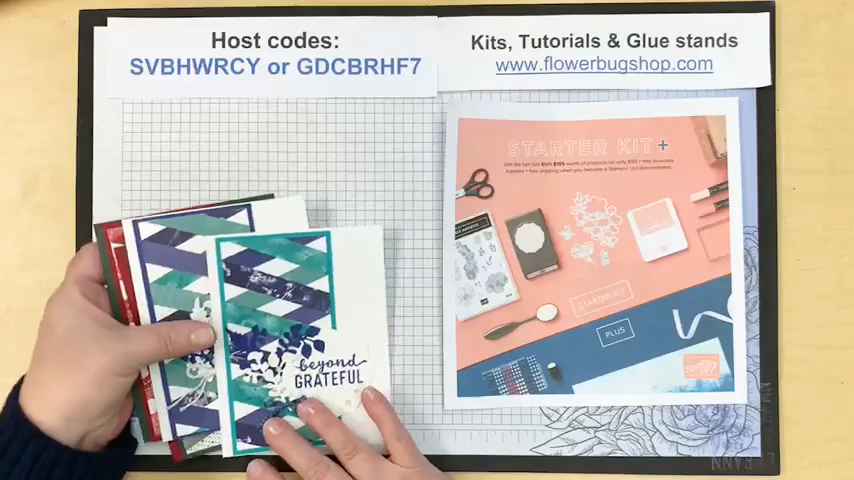 Host codes:
SVBHWRCY or GDCBRHF7
Kits, Tutorials & Glue stands
www.flowerbugshop.com
STARTER KIT+
STARTER KIT
PLUS
beyond
GRATEFUL